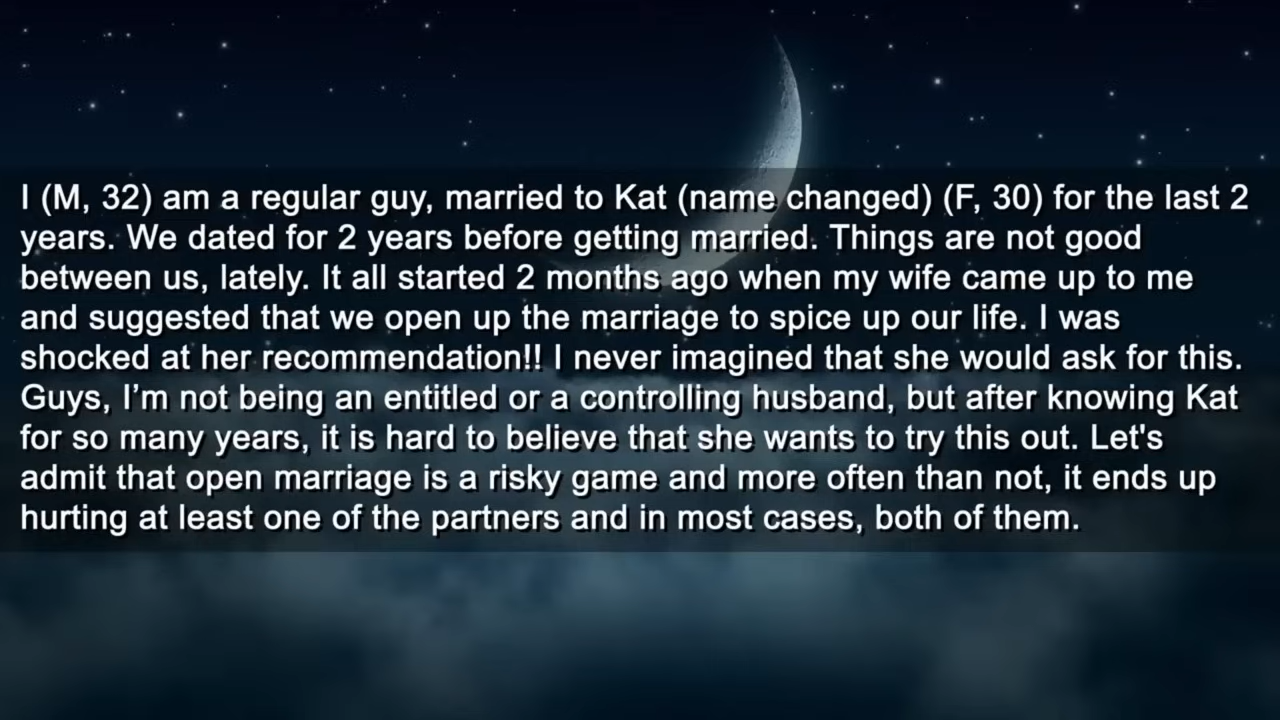 I (M, 32) am a regular guy, married to Kat (name changed) (F, 30) for the last 2
years. We dated for 2 years before getting married. Things are not good
between us, lately. It all started 2 months ago when my wife came up to me
and suggested that we open up the marriage to spice up our life. I was
shocked at her recommendation!! I never imagined that she would ask for this.
Guys, I’m not being an entitled or a controlling husband, but after knowing Kat
for so many years, it is hard to believe that she wants to try this out. Let's
admit that open marriage is a risky game and more often than not, it ends up
hurting at least one of the partners and in most cases, both of them.